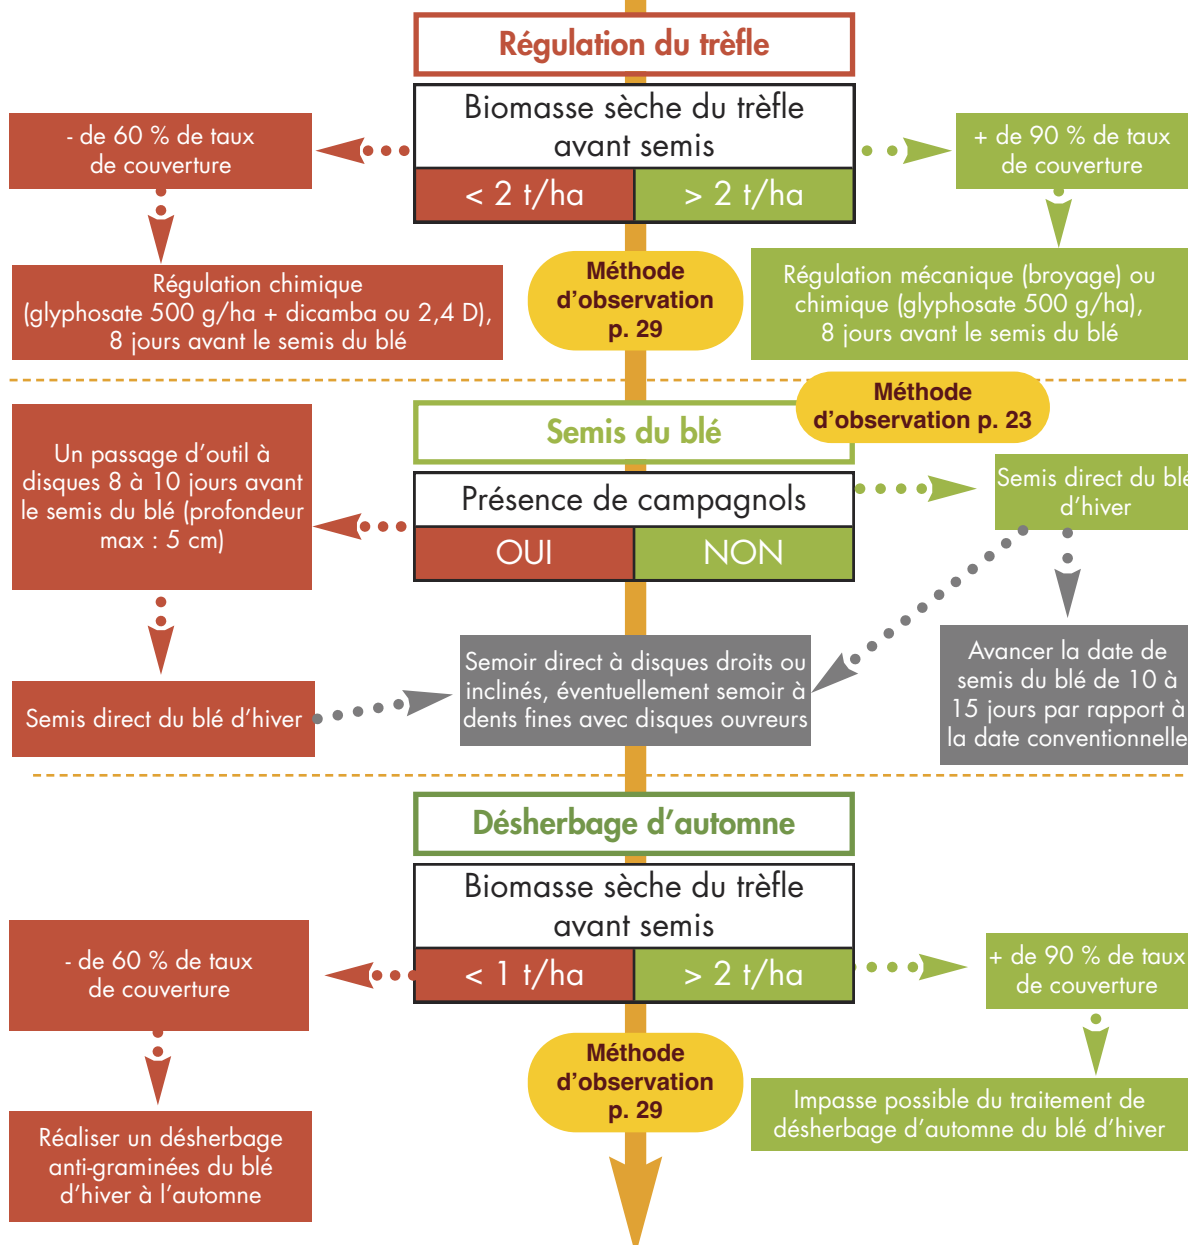 Régulation du trèfle
Biomasse sèche du trèfle
avant semis
< 2 t/ha
> 2 t/ha
- de 60 % de taux
de couverture
+ de 90 % de taux
de couverture
Régulation chimique
(glyphosate 500 g/ha + dicamba ou 2,4 D),
8 jours avant le semis du blé
Méthode
d’observation
p. 29
Régulation mécanique (broyage) ou
chimique (glyphosate 500 g/ha),
8 jours avant le semis du blé
Méthode
d’observation p. 23
Semis du blé
Présence de campagnols
OUI
NON
Un passage d’outil à
disques 8 à 10 jours avant
le semis du blé (profondeur
max : 5 cm)
Semis direct du blé
d’hiver
Semis direct du blé d’hiver
Semoir direct à disques droits ou
inclinés, éventuellement semoir à
dents fines avec disques ouvreurs
Avancer la date de
semis du blé de 10 à
15 jours par rapport à
la date conventionnelle
Désherbage d’automne
Biomasse sèche du trèfle
avant semis
< 1 t/ha
> 2 t/ha
- de 60 % de taux
de couverture
+ de 90 % de taux
de couverture
Méthode
d’observation
p. 29
Réaliser un désherbage
anti-graminées du blé
d’hiver à l’automne
Impasse possible du traitement de
désherbage d’automne du blé d’hiver